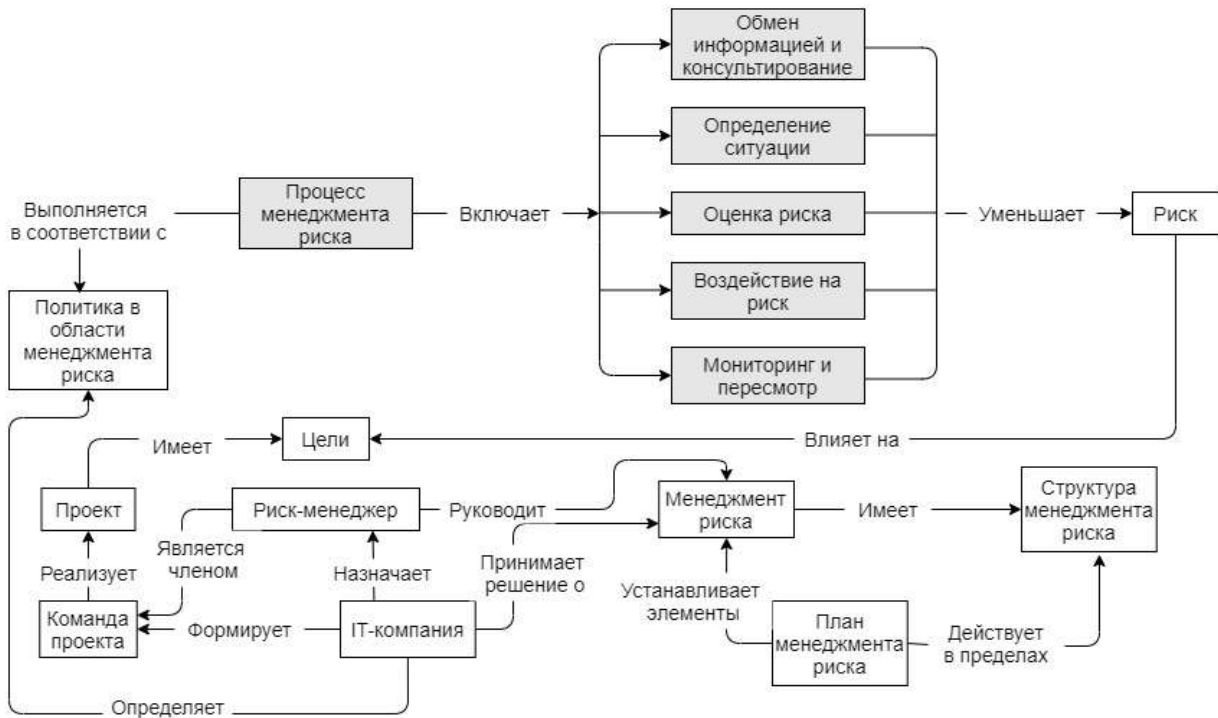 Обмен
информацией и
консультирование
Определение
ситуации
Процесс
менеджмента
риска
Выполняется
в соответствии с
Включает
Оценка риска
Уменьшает
Риск
Воздействие на
риск
Политика в
области
менеджмента
риска
Мониторинг и
пересмотр
Имеет
Цели
Влияет на
Проект
Риск-менеджер
Руководит
Менеджмент
риска
Имеет
Структура
менеджмента
риска
Реализует
Является
членом
Назначает
Принимает
решение о
Устанавливает
элементы
Команда
проекта
Формирует
IT-компания
План
менеджмента
риска
Действует
в пределах
Определяет